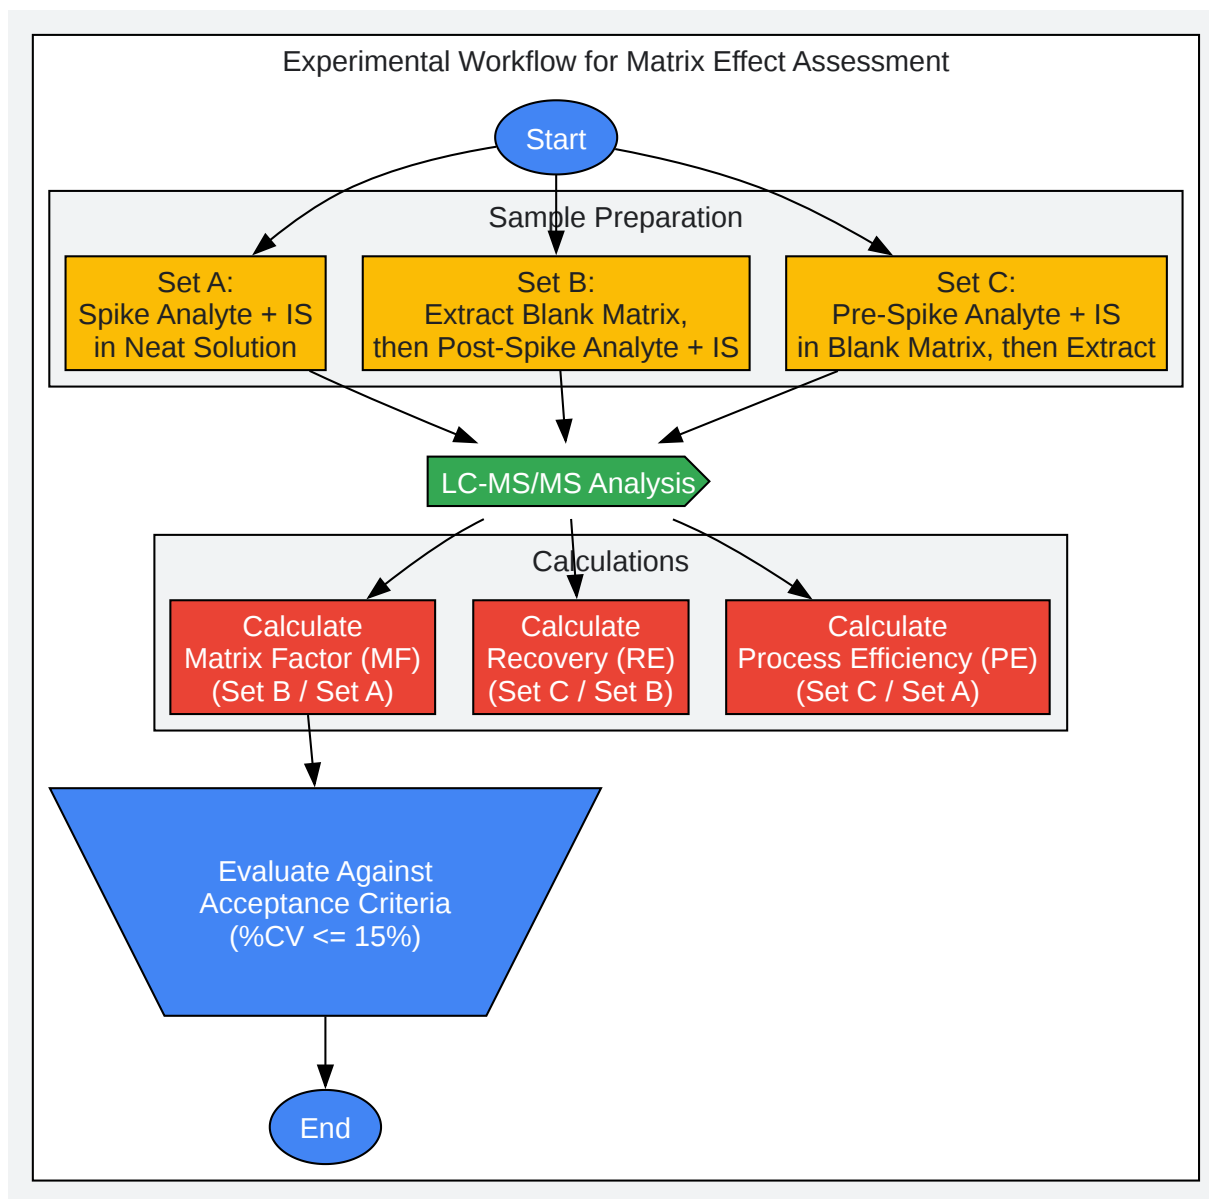 Experimental Workflow for Matrix Effect Assessment
Start
Sample Preparation
Set A:
Spike Analyte + IS
in Neat Solution
Set B:
Extract Blank Matrix,
then Post-Spike Analyte + IS
Set C:
Pre-Spike Analyte + IS
in Blank Matrix, then Extract
LC-MS/MS Analysis
Calculations
Calculate
Matrix Factor (MF)
(Set B / Set A)
Calculate
Recovery (RE)
(Set C / Set B)
Calculate
Process Efficiency (PE)
(Set C / Set A)
Evaluate Against
Acceptance Criteria
(%CV <= 15%)
End